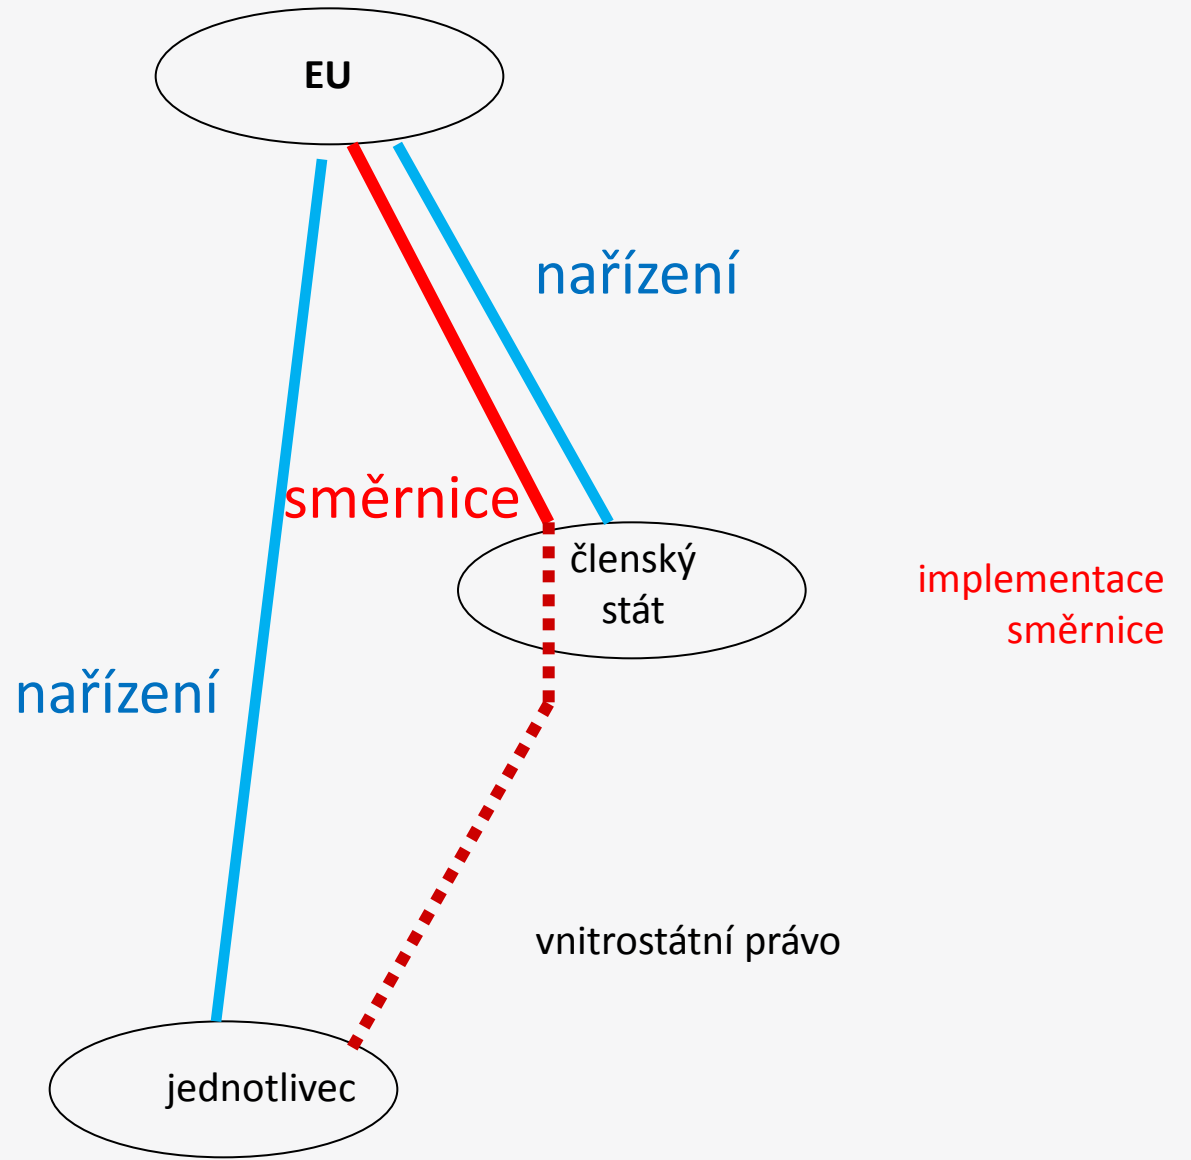 EU
nařízení
směrnice
členský
stát
implementace
směrnice
nařízení
vnitrostátní právo
jednotlivec